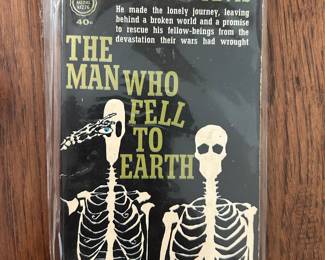 40¢
He made the lonely journey, leaving
behind a broken world and a promise
to rescue his fellow-beings from the
devastation their wars had wrought
THE
MAN WHO
FELL
TO
EARTH